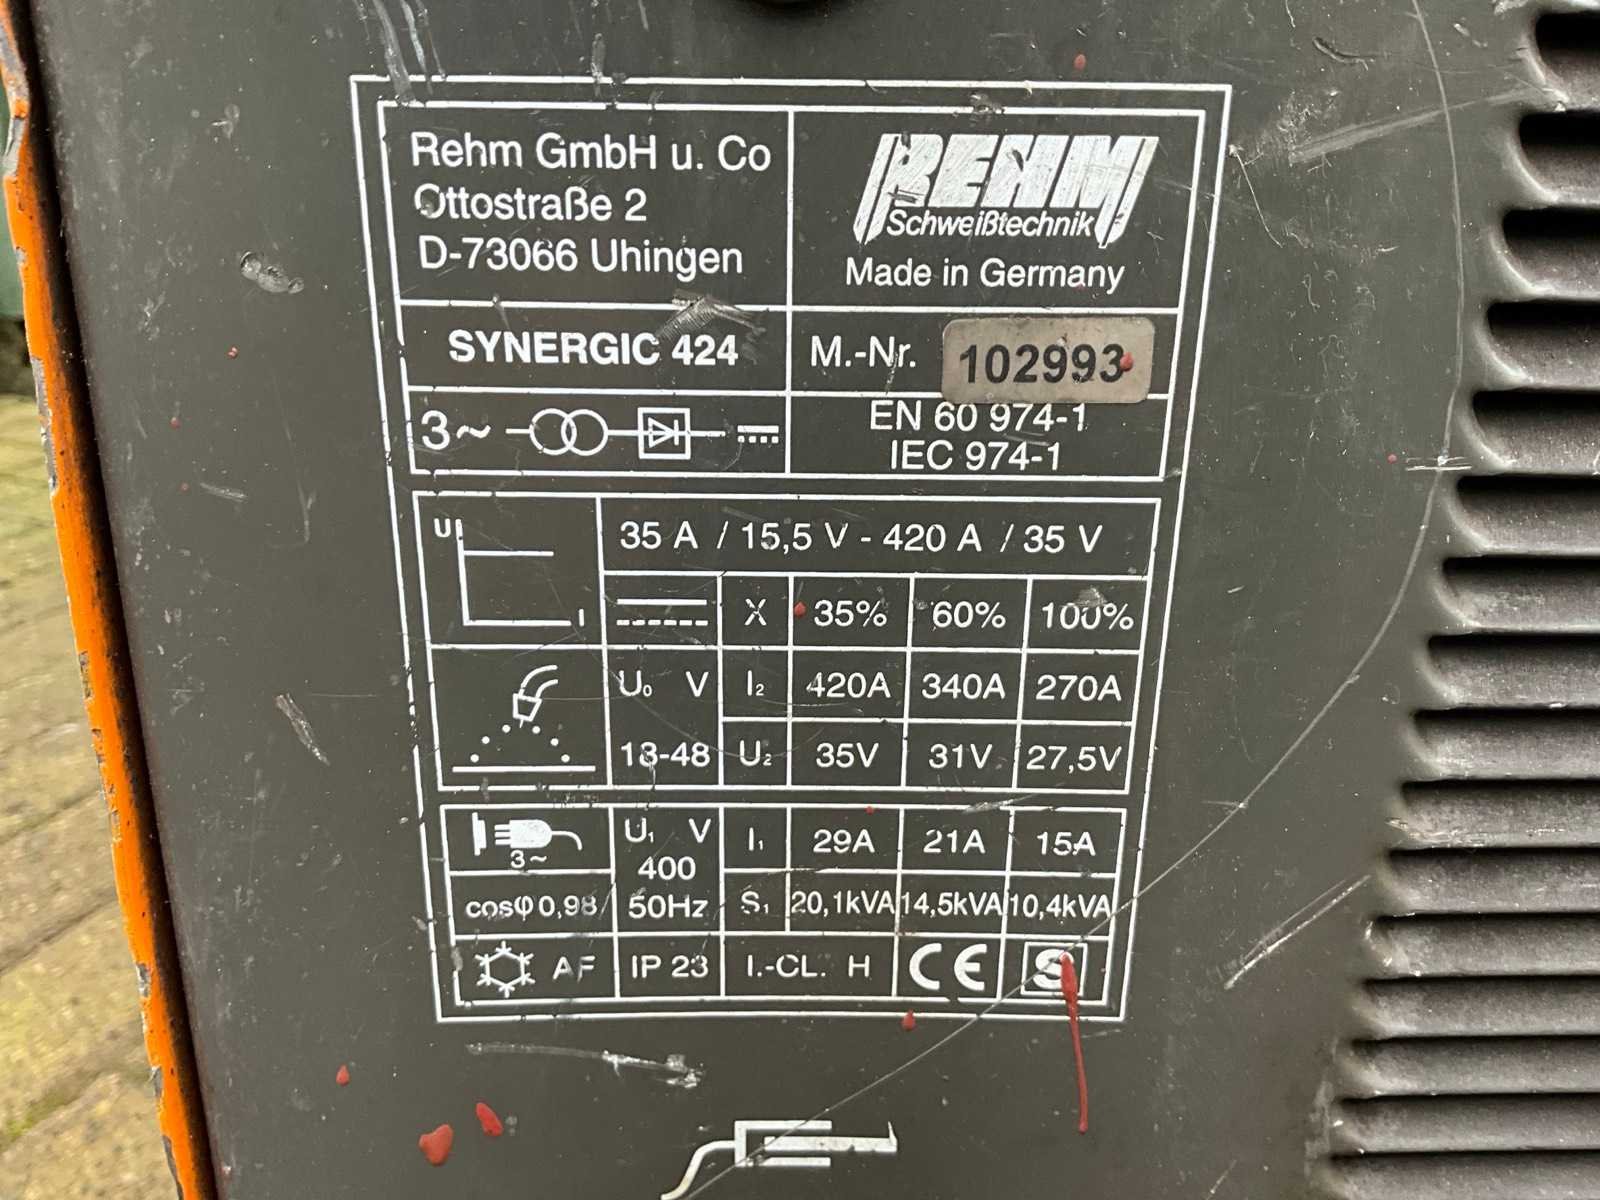 Rehm GmbH u. Co
Ottostraße 2
D-73066 Uhingen
REHM
Schweißtechnik
Made in Germany
SYNERGIC 424
M.-Nr. 102993
3~
EN 60 974-1
IEC 974-1
U
I
35 A / 15,5 V - 420 A / 35 V
X 35% 60% 100%
U₀ V I₂ 420A 340A 270A
18-48 U₂ 35V 31V 27,5V
3~
U₁ V I₁ 29A 21A 15A
400
cosφ 0,98 50Hz S₁ 20,1kVA 14,5kVA 10,4kVA
AF IP 23 I.-CL. H CE S